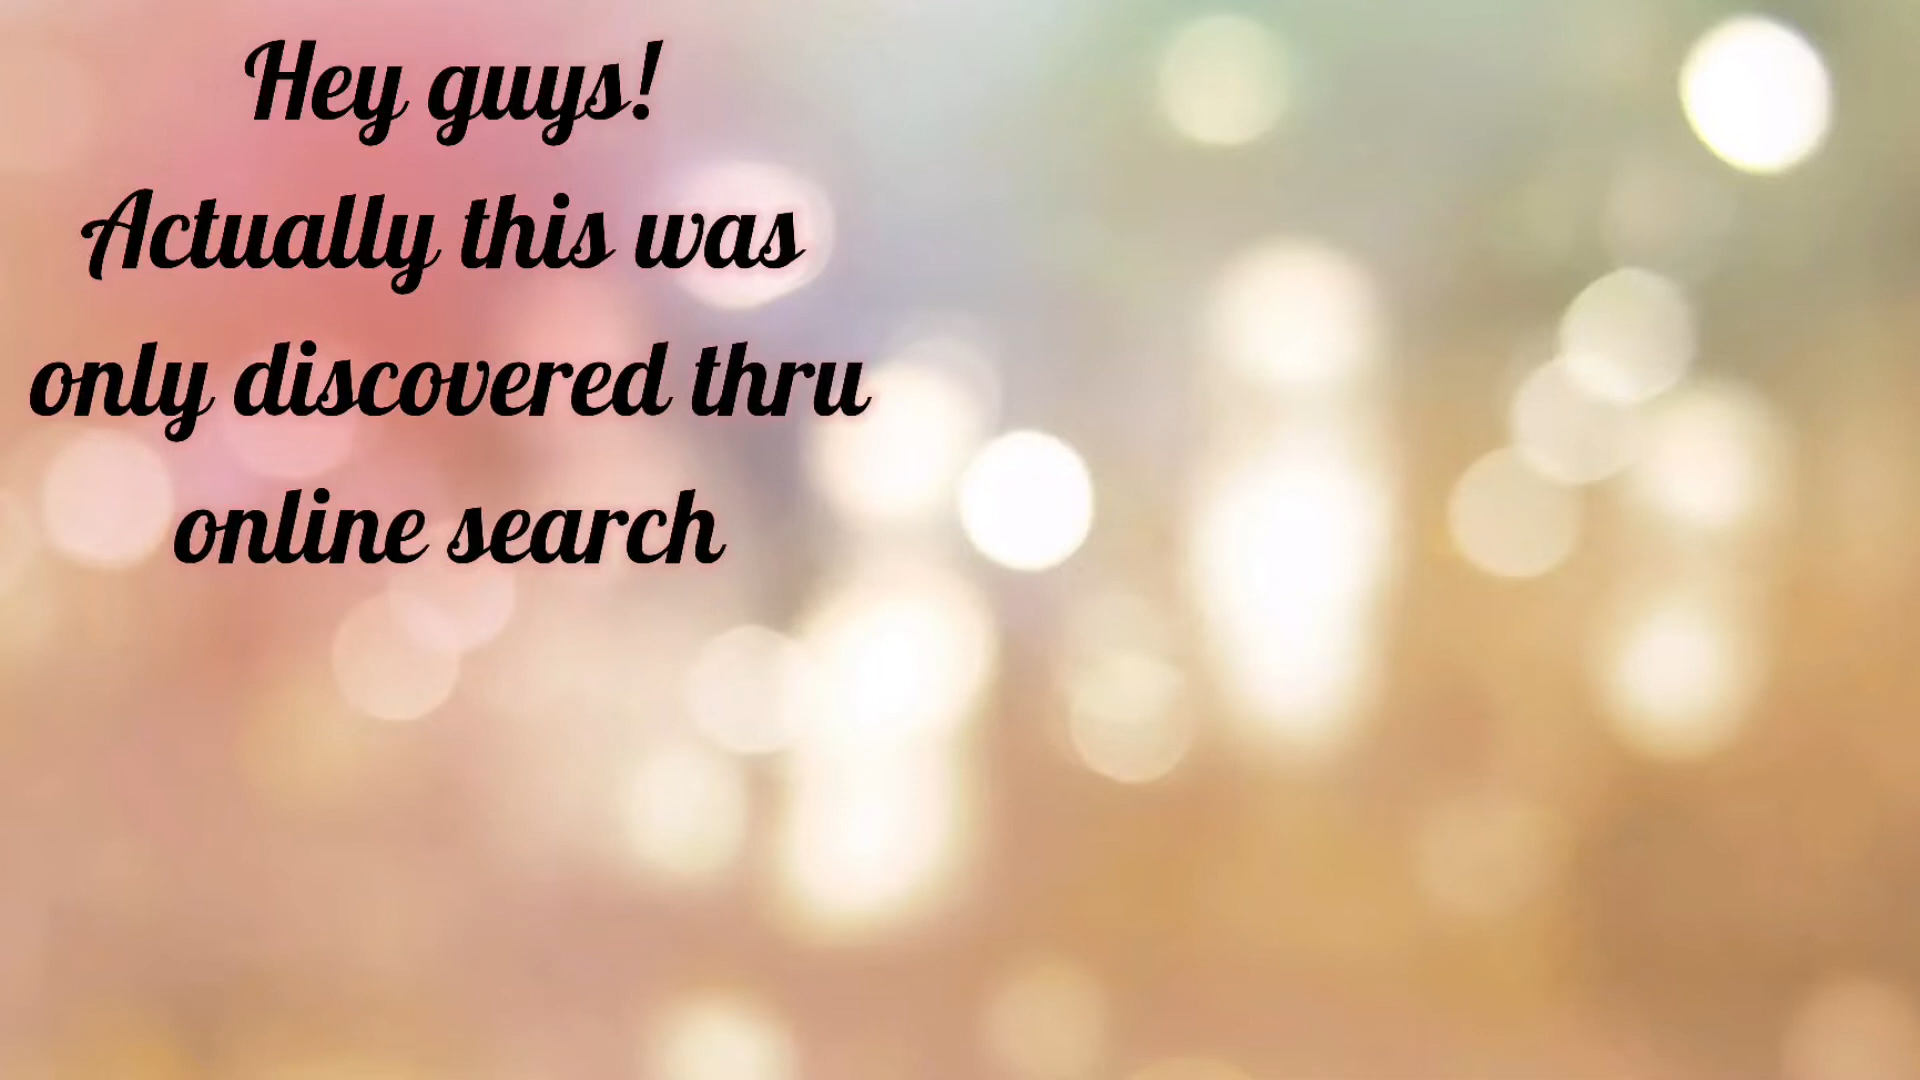 Hey guys!
Actually this was
only discovered thru
online search